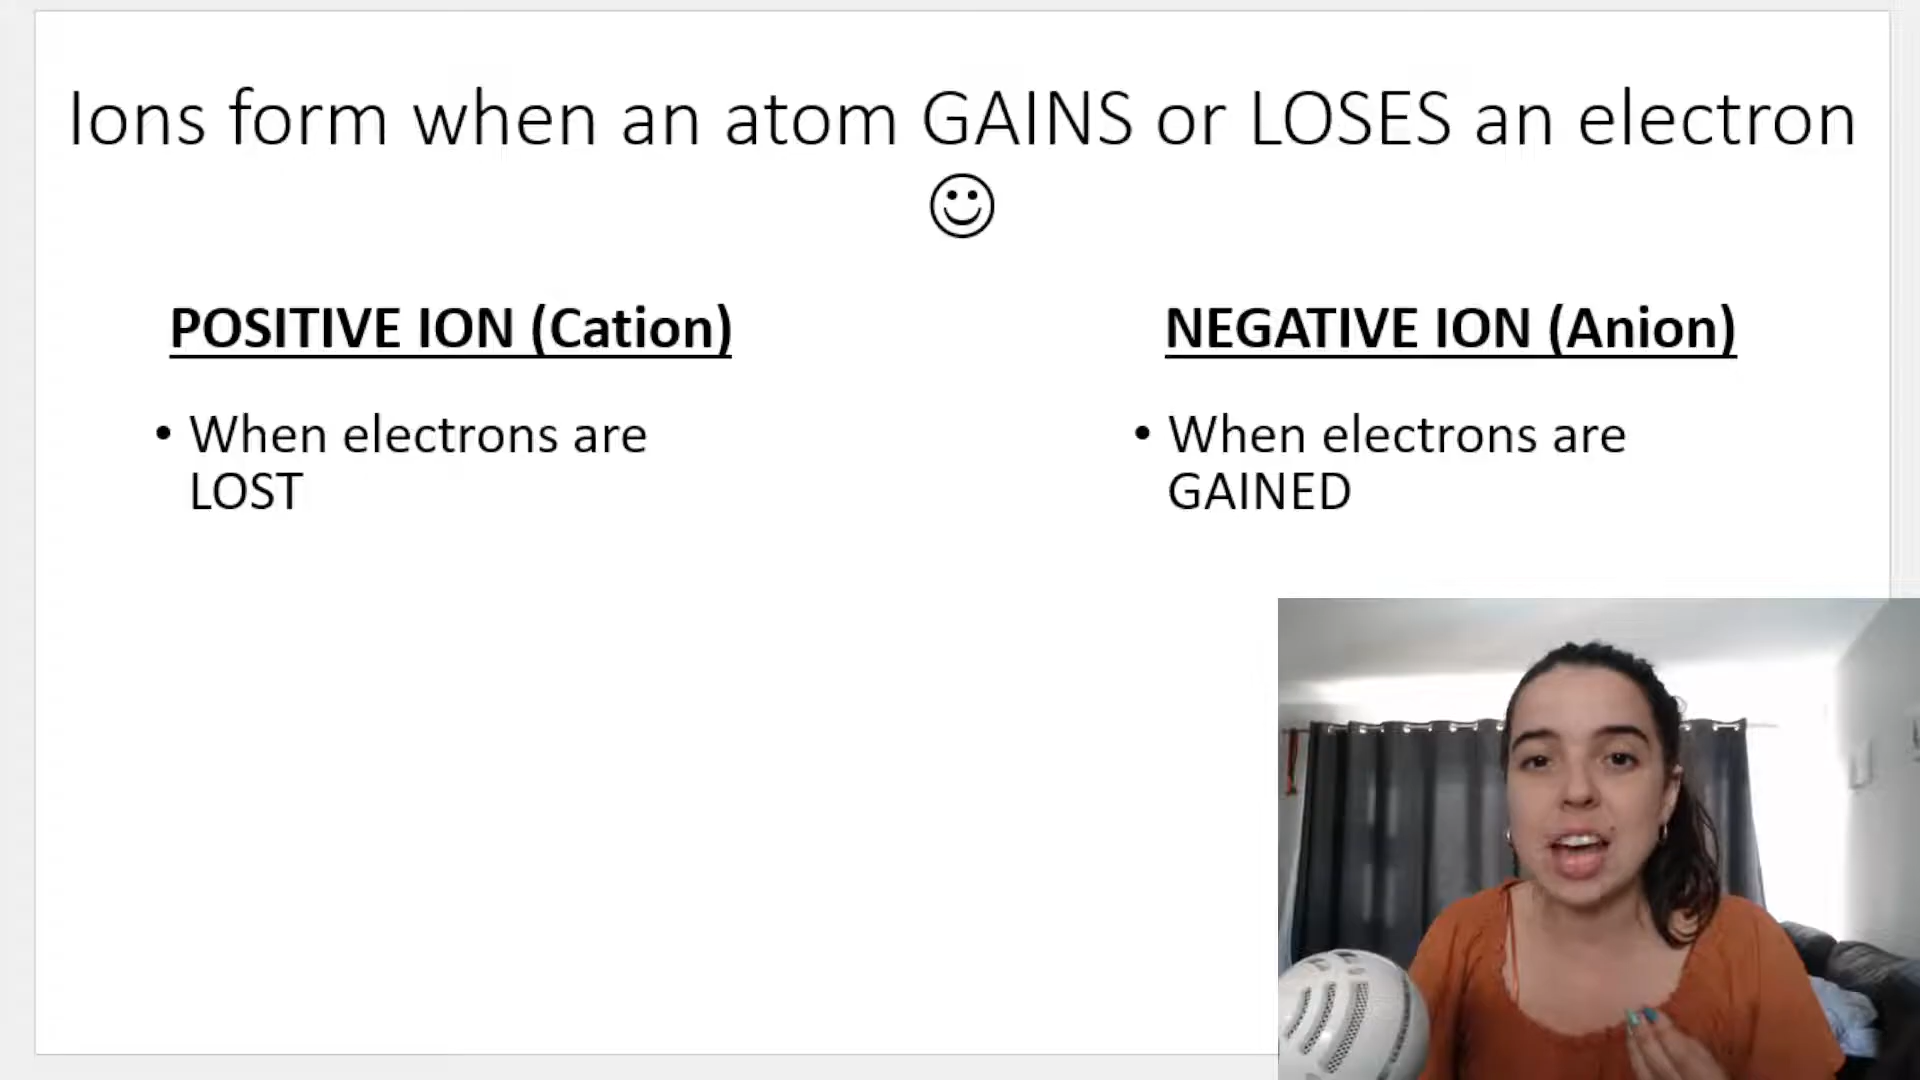 Ions form when an atom GAINS or LOSES an electron
☺
POSITIVE ION (Cation)
• When electrons are
LOST
NEGATIVE ION (Anion)
• When electrons are
GAINED